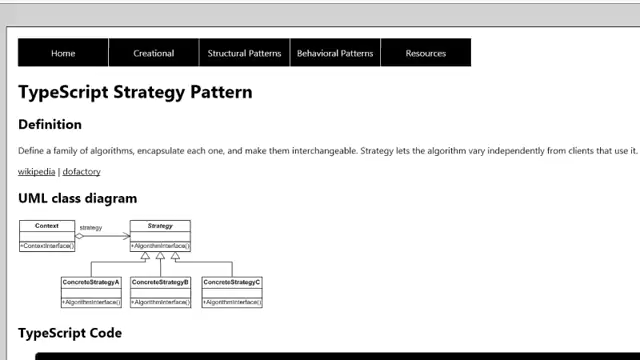 Home Creational Structural Patterns Behavioral Patterns Resources
TypeScript Strategy Pattern
Definition
Define a family of algorithms, encapsulate each one, and make them interchangeable. Strategy lets the algorithm vary independently from clients that use it.
wikipedia | dofactory
UML class diagram
Context strategy Strategy
+ContextInterface() +AlgorithmInterface()
ConcreteStrategyA ConcreteStrategyB ConcreteStrategyC
+AlgorithmInterface() +AlgorithmInterface() +AlgorithmInterface()
TypeScript Code